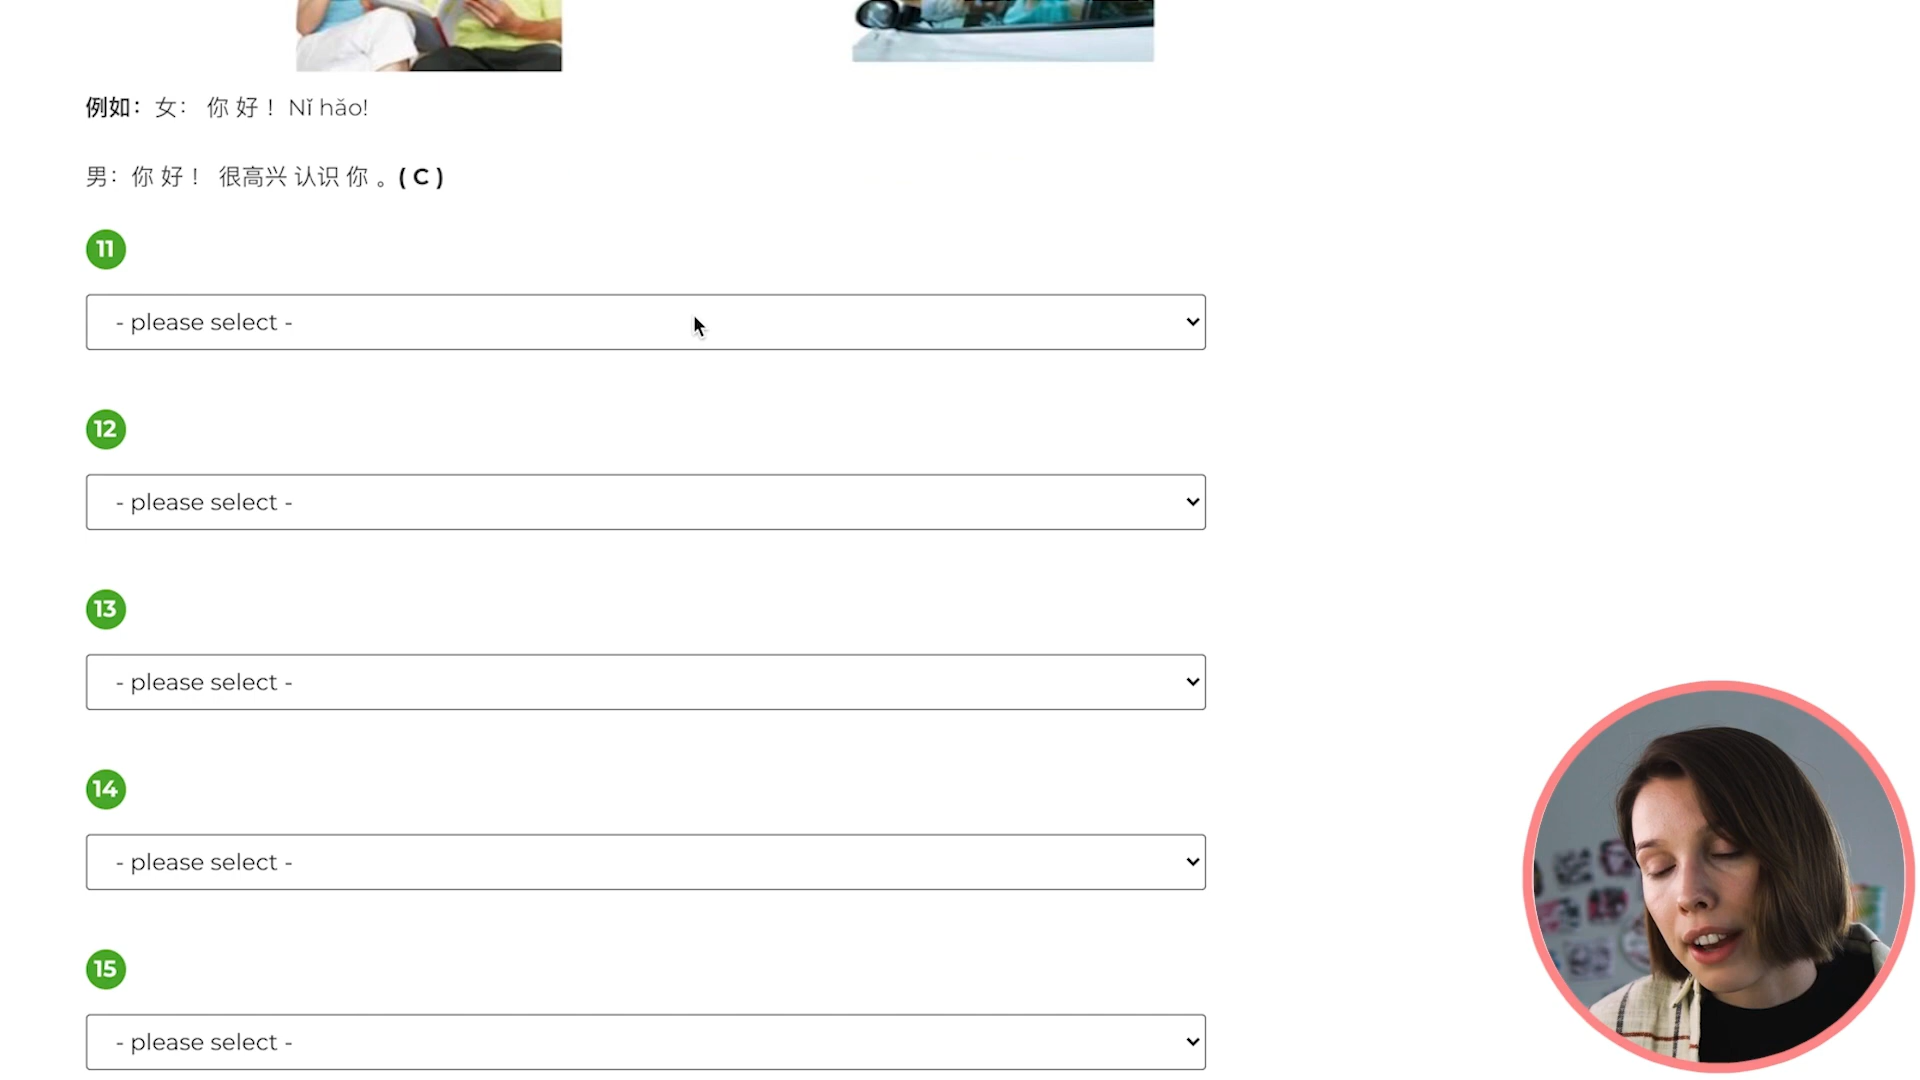 例如：女： 你 好！ Nǐ hǎo!
男：你 好！ 很高兴 认识 你 。( C )
11
- please select -
12
- please select -
13
- please select -
14
- please select -
15
- please select -